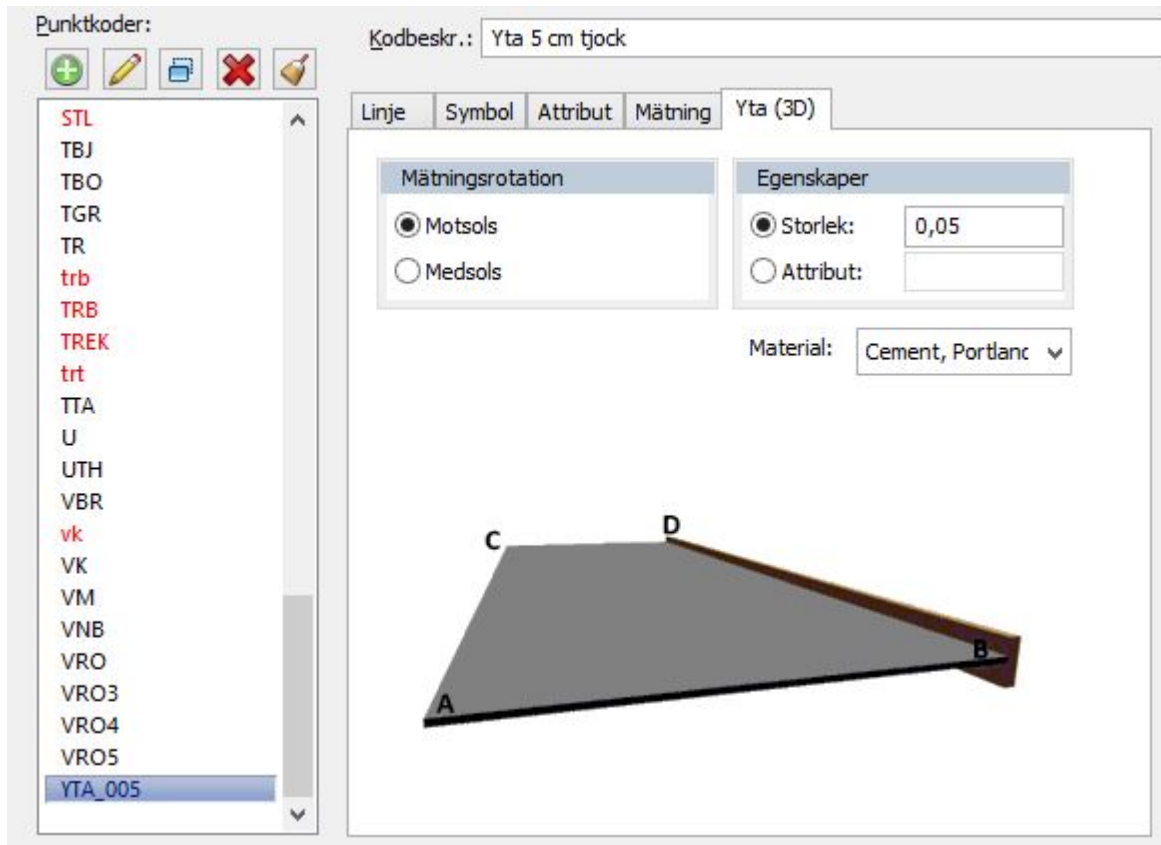 Punktkoder:
Kodbeskr.: Yta 5 cm tjock
STL
TBJ
TBO
TGR
TR
trb
TRB
TREK
trt
TTA
U
UTH
VBR
vk
VK
VM
VNB
VRO
VRO3
VRO4
VRO5
YTA_005
Linje Symbol Attribut Mätning Yta (3D)
Mätningsrotation
Motsols
Medsols
Egenskaper
Storlek: 0,05
Attribut:
Material: Cement, Portlanc
C
D
B
A